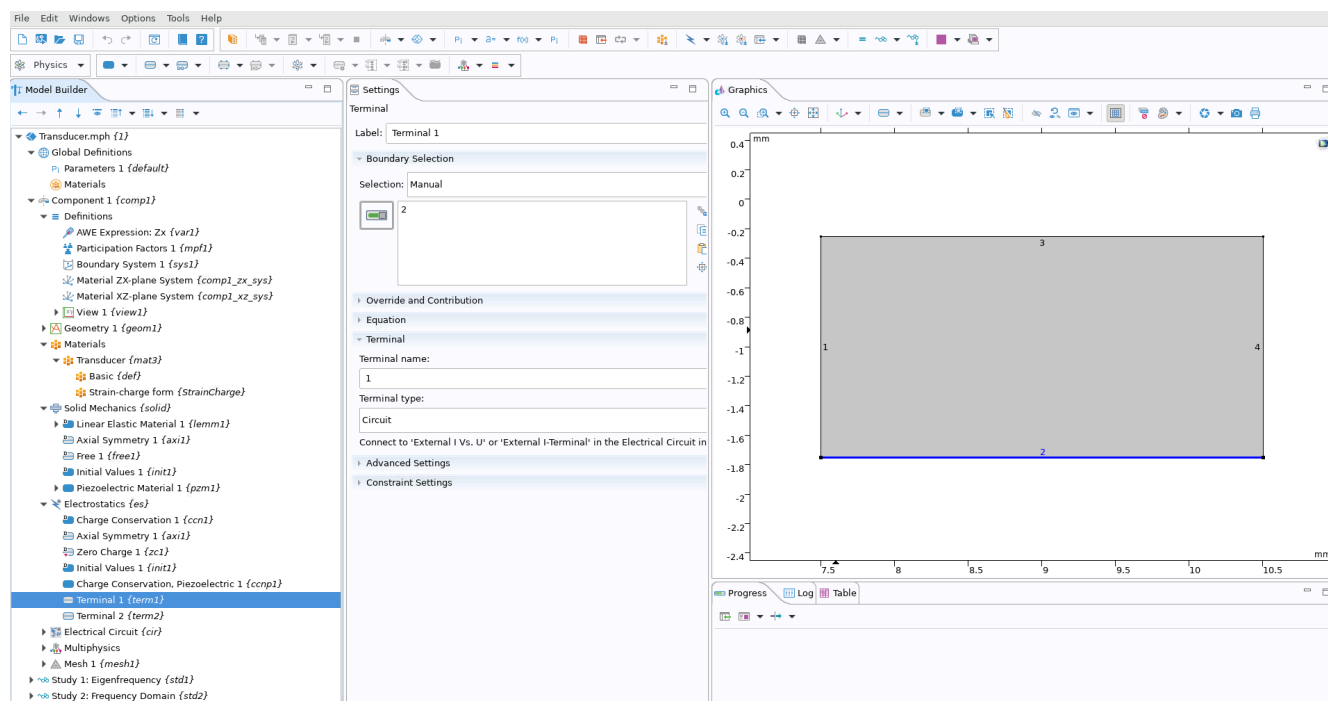 File Edit Windows Options Tools Help
Physics
Model Builder
Transducer.mph {1}
Global Definitions
Pi Parameters 1 {default}
Materials
Component 1 {comp1}
Definitions
AWE Expression: Zx {var1}
Participation Factors 1 {mpf1}
Boundary System 1 {sys1}
Material ZX-plane System {comp1_zx_sys}
Material XZ-plane System {comp1_xz_sys}
View 1 {view1}
Geometry 1 {geom1}
Materials
Transducer {mat3}
Basic {def}
Strain-charge form {StrainCharge}
Solid Mechanics {solid}
Linear Elastic Material 1 {lemm1}
Axial Symmetry 1 {axi1}
Free 1 {free1}
Initial Values 1 {init1}
Piezoelectric Material 1 {pzm1}
Electrostatics {es}
Charge Conservation 1 {ccn1}
Axial Symmetry 1 {axi1}
Zero Charge 1 {zc1}
Initial Values 1 {init1}
Charge Conservation, Piezoelectric 1 {ccnp1}
Terminal 1 {term1}
Terminal 2 {term2}
Electrical Circuit {cir}
Multiphysics
Mesh 1 {mesh1}
Study 1: Eigenfrequency {std1}
Study 2: Frequency Domain {std2}
Settings
Terminal
Label: Terminal 1
Boundary Selection
Selection: Manual
2
Override and Contribution
Equation
Terminal
Terminal name:
1
Terminal type:
Circuit
Connect to 'External I Vs. U' or 'External I-Terminal' in the Electrical Circuit in
Advanced Settings
Constraint Settings
Graphics
mm
0.4
0.2
0
-0.2
-0.4
-0.6
-0.8
-1
-1.2
-1.4
-1.6
-1.8
-2
-2.2
-2.4
3
1
4
2
mm
7.5 8 8.5 9 9.5 10 10.5
Progress Log Table